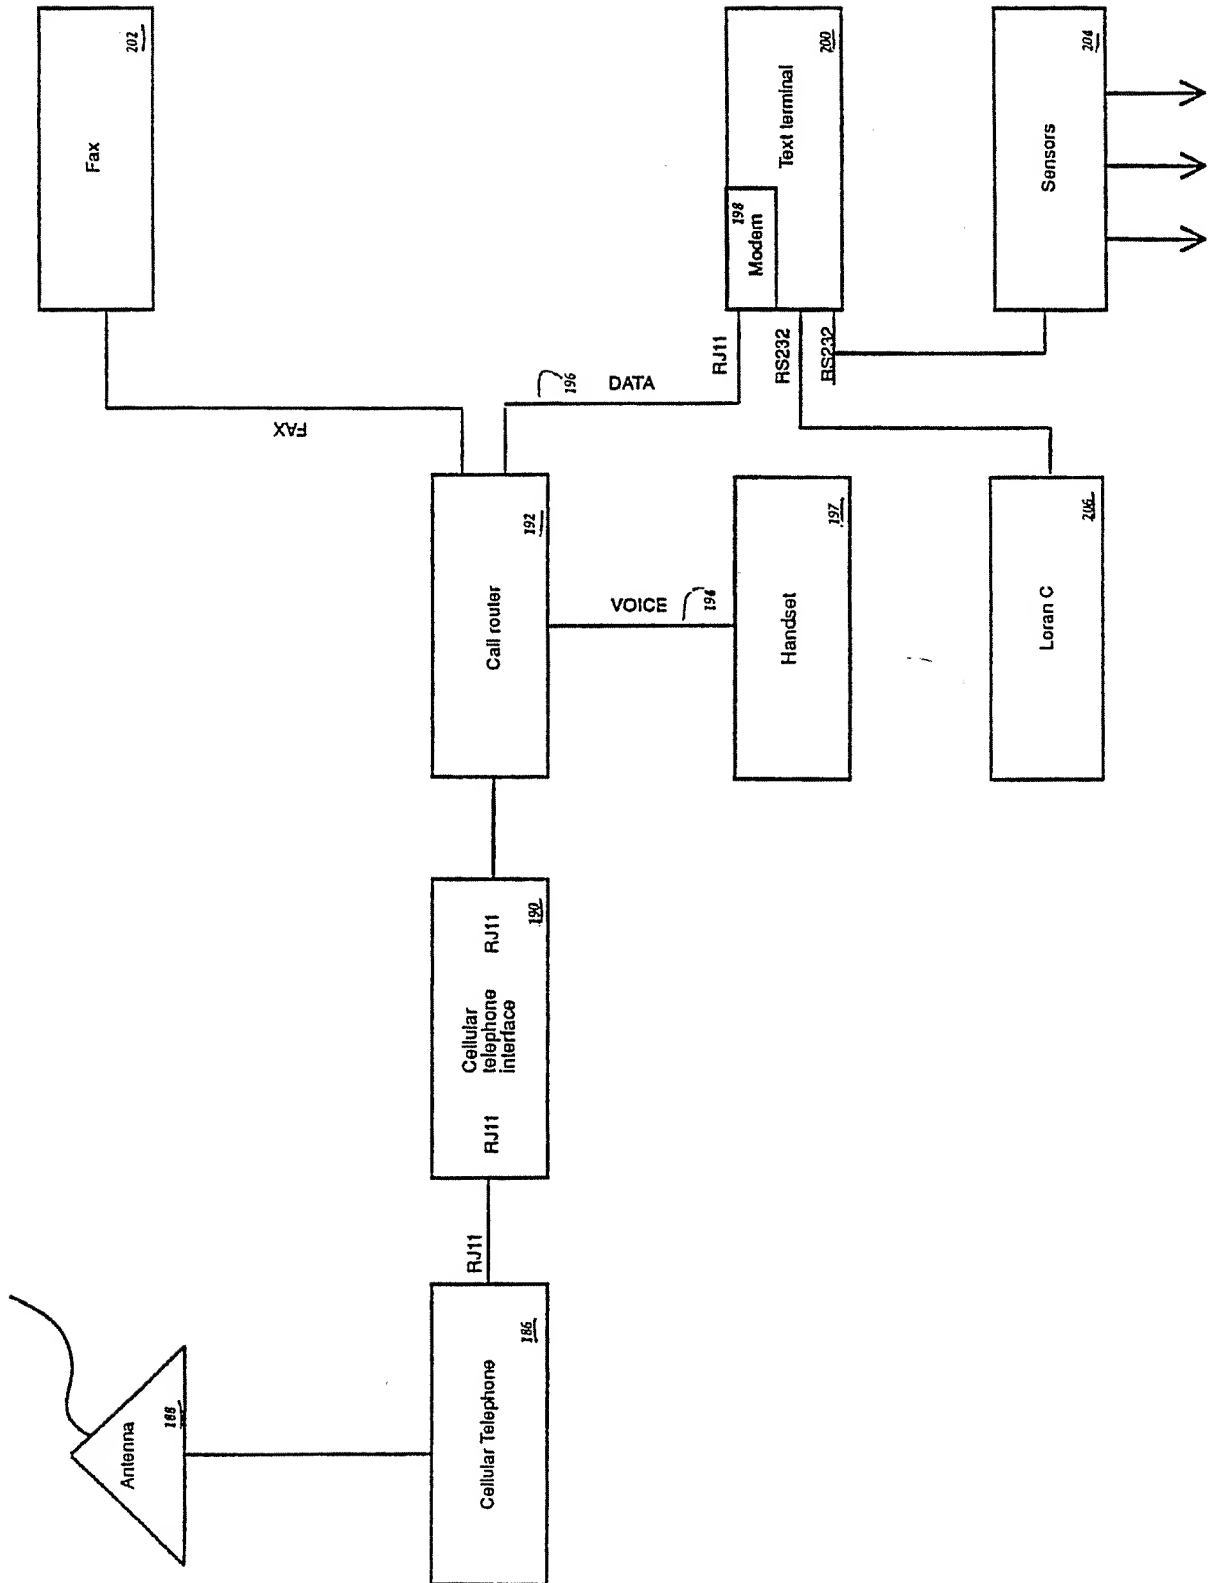 Fax
202
FAX
Antenna
188
Cellular Telephone
186
RJ11
RJ11
Cellular
telephone
interface
RJ11
190
Call router
192
196
DATA
VOICE
194
Handset
197
RJ11
RS232
RS232
198
Modem
Text terminal
200
Loran C
206
Sensors
204